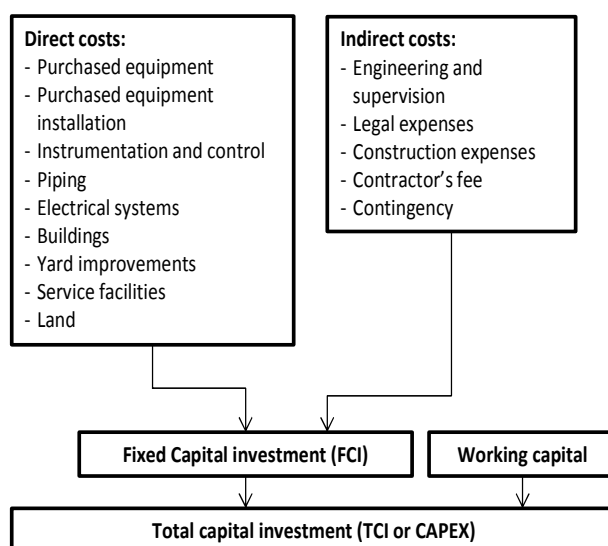 Direct costs:
- Purchased equipment
- Purchased equipment
installation
- Instrumentation and control
- Piping
- Electrical systems
- Buildings
- Yard improvements
- Service facilities
- Land
Indirect costs:
- Engineering and
supervision
- Legal expenses
- Construction expenses
- Contractor’s fee
- Contingency
Fixed Capital investment (FCI)
Working capital
Total capital investment (TCI or CAPEX)